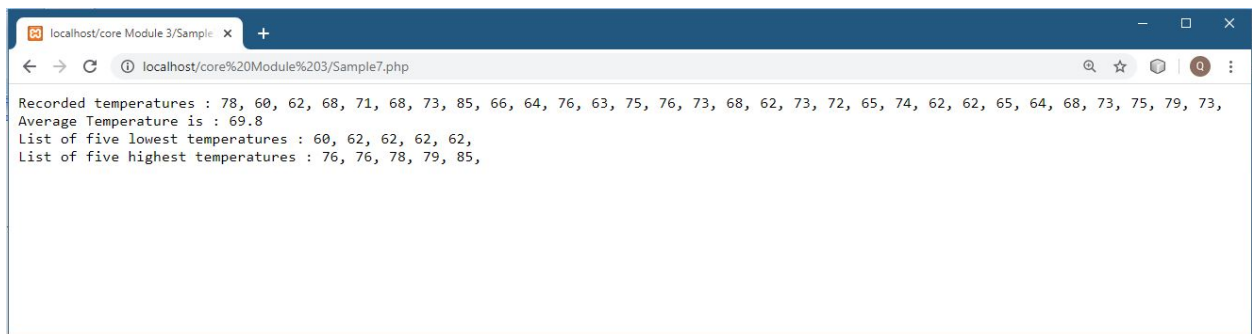 localhost/core Module 3/Sample
localhost/core%20Module%203/Sample7.php
Q
Recorded temperatures : 78, 60, 62, 68, 71, 68, 73, 85, 66, 64, 76, 63, 75, 76, 73, 68, 62, 73, 72, 65, 74, 62, 62, 65, 64, 68, 73, 75, 79, 73,
Average Temperature is : 69.8
List of five lowest temperatures : 60, 62, 62, 62, 62,
List of five highest temperatures : 76, 76, 78, 79, 85,